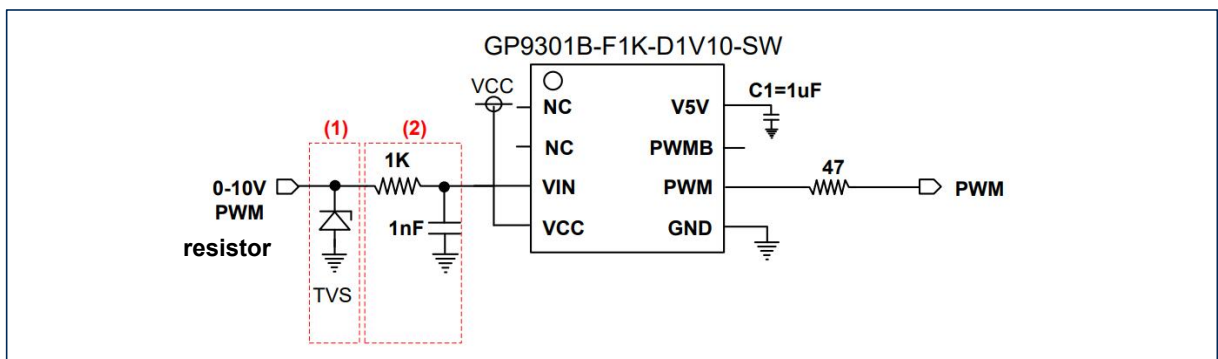 GP9301B-F1K-D1V10-SW
VCC
C1=1uF
NC
V5V
(1)
(2)
NC
PWMB
1K
47
0-10V
VIN
PWM
PWM
PWM
resistor
1nF
VCC
GND
TVS